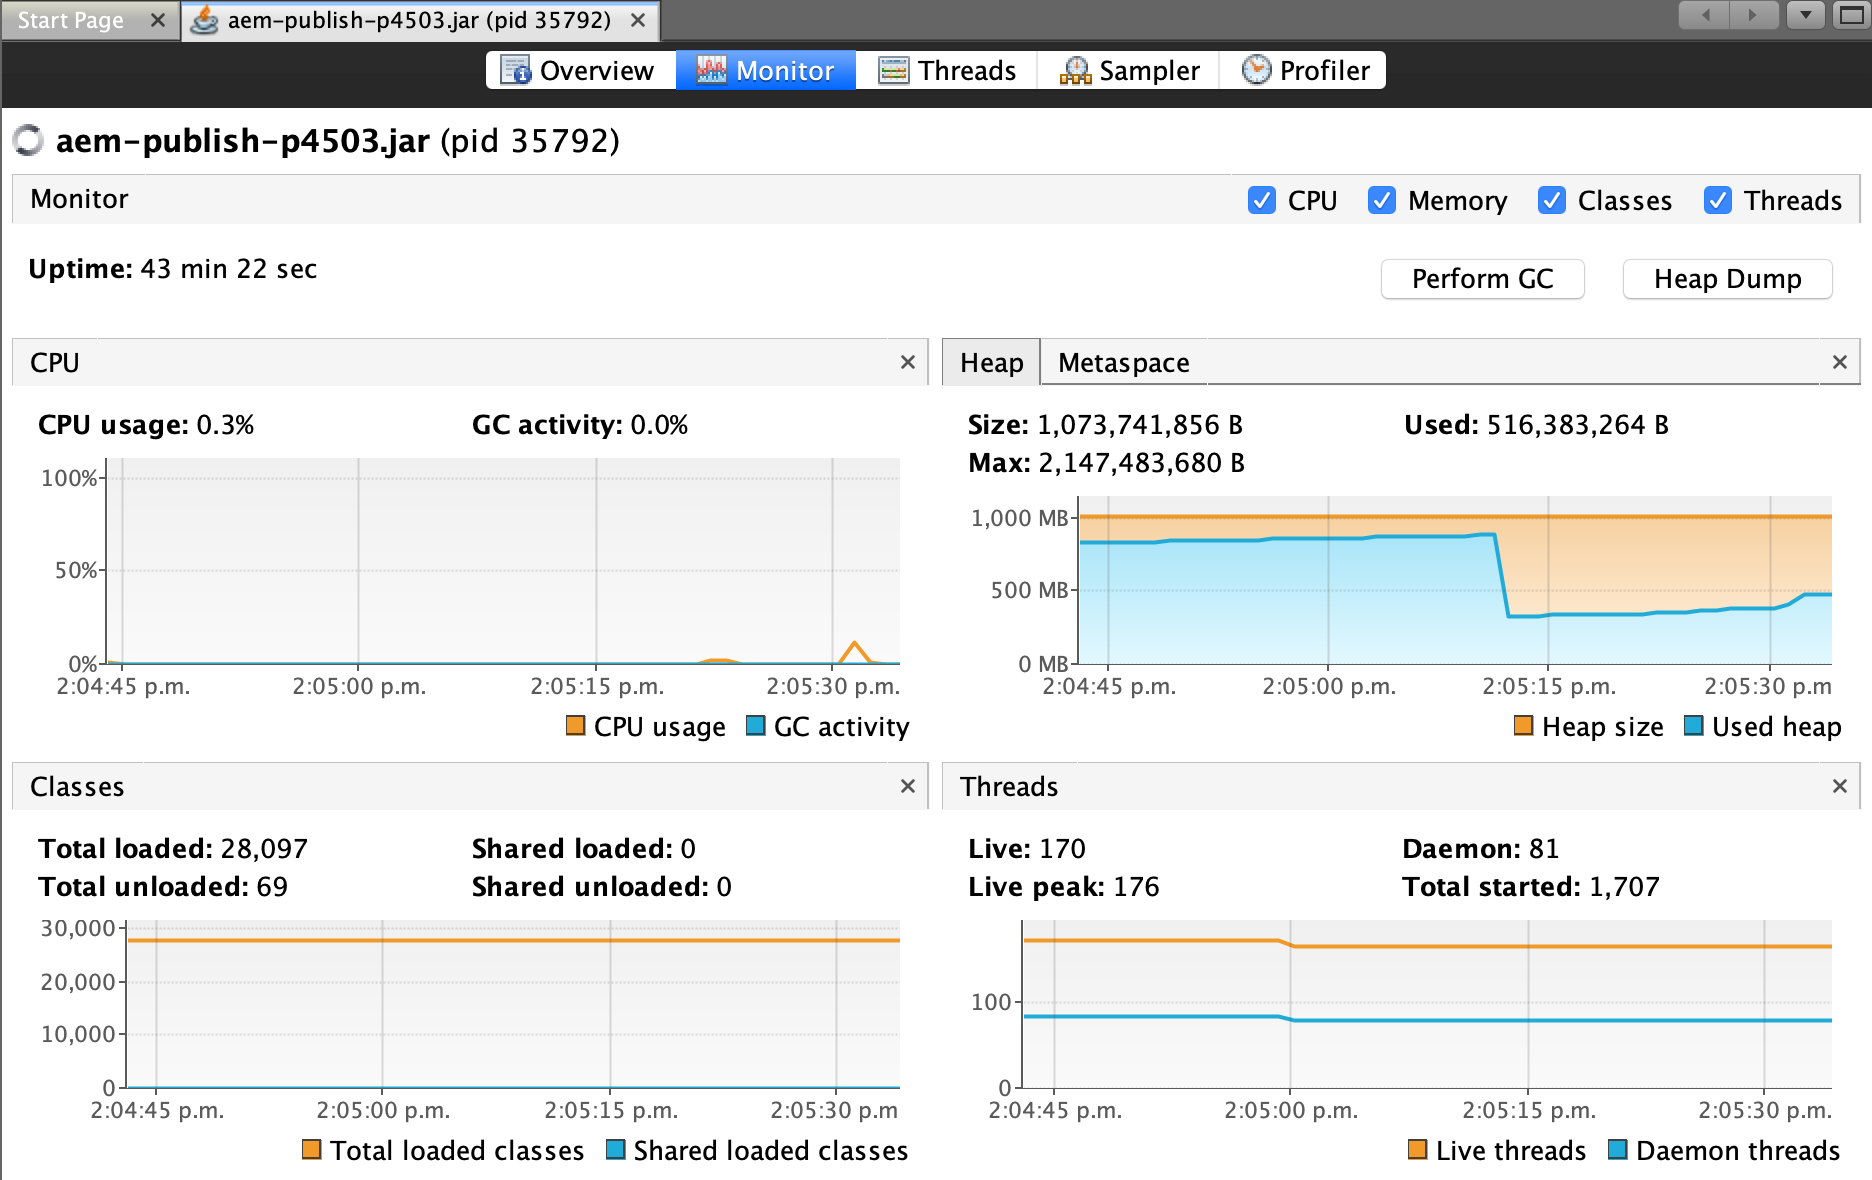 Start Page
aem-publish-p4503.jar (pid 35792)
Overview Monitor Threads Sampler Profiler
aem-publish-p4503.jar (pid 35792)
Monitor CPU Memory Classes Threads
Uptime: 43 min 22 sec
Perform GC Heap Dump
CPU
CPU usage: 0.3% GC activity: 0.0%
100%
50%
0%
2:04:45 p.m. 2:05:00 p.m. 2:05:15 p.m. 2:05:30 p.m.
CPU usage GC activity
Heap Metaspace
Size: 1,073,741,856 B Used: 516,383,264 B
Max: 2,147,483,680 B
1,000 MB
500 MB
0 MB
2:04:45 p.m. 2:05:00 p.m. 2:05:15 p.m. 2:05:30 p.m
Heap size Used heap
Classes
Total loaded: 28,097 Shared loaded: 0
Total unloaded: 69 Shared unloaded: 0
30,000
20,000
10,000
0
2:04:45 p.m. 2:05:00 p.m. 2:05:15 p.m. 2:05:30 p.m
Total loaded classes Shared loaded classes
Threads
Live: 170 Daemon: 81
Live peak: 176 Total started: 1,707
100
0
2:04:45 p.m. 2:05:00 p.m. 2:05:15 p.m. 2:05:30 p.m.
Live threads Daemon threads